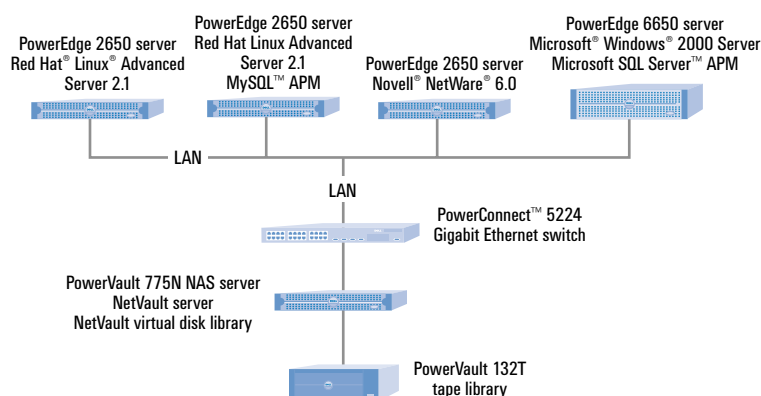 PowerEdge 2650 server
Red Hat® Linux® Advanced
Server 2.1
PowerEdge 2650 server
Red Hat Linux Advanced
Server 2.1
MySQL™ APM
PowerEdge 2650 server
Novell® NetWare® 6.0
PowerEdge 6650 server
Microsoft® Windows® 2000 Server
Microsoft SQL Server™ APM
LAN
LAN
PowerConnect™ 5224
Gigabit Ethernet switch
PowerVault 775N NAS server
NetVault server
NetVault virtual disk library
PowerVault 132T
tape library